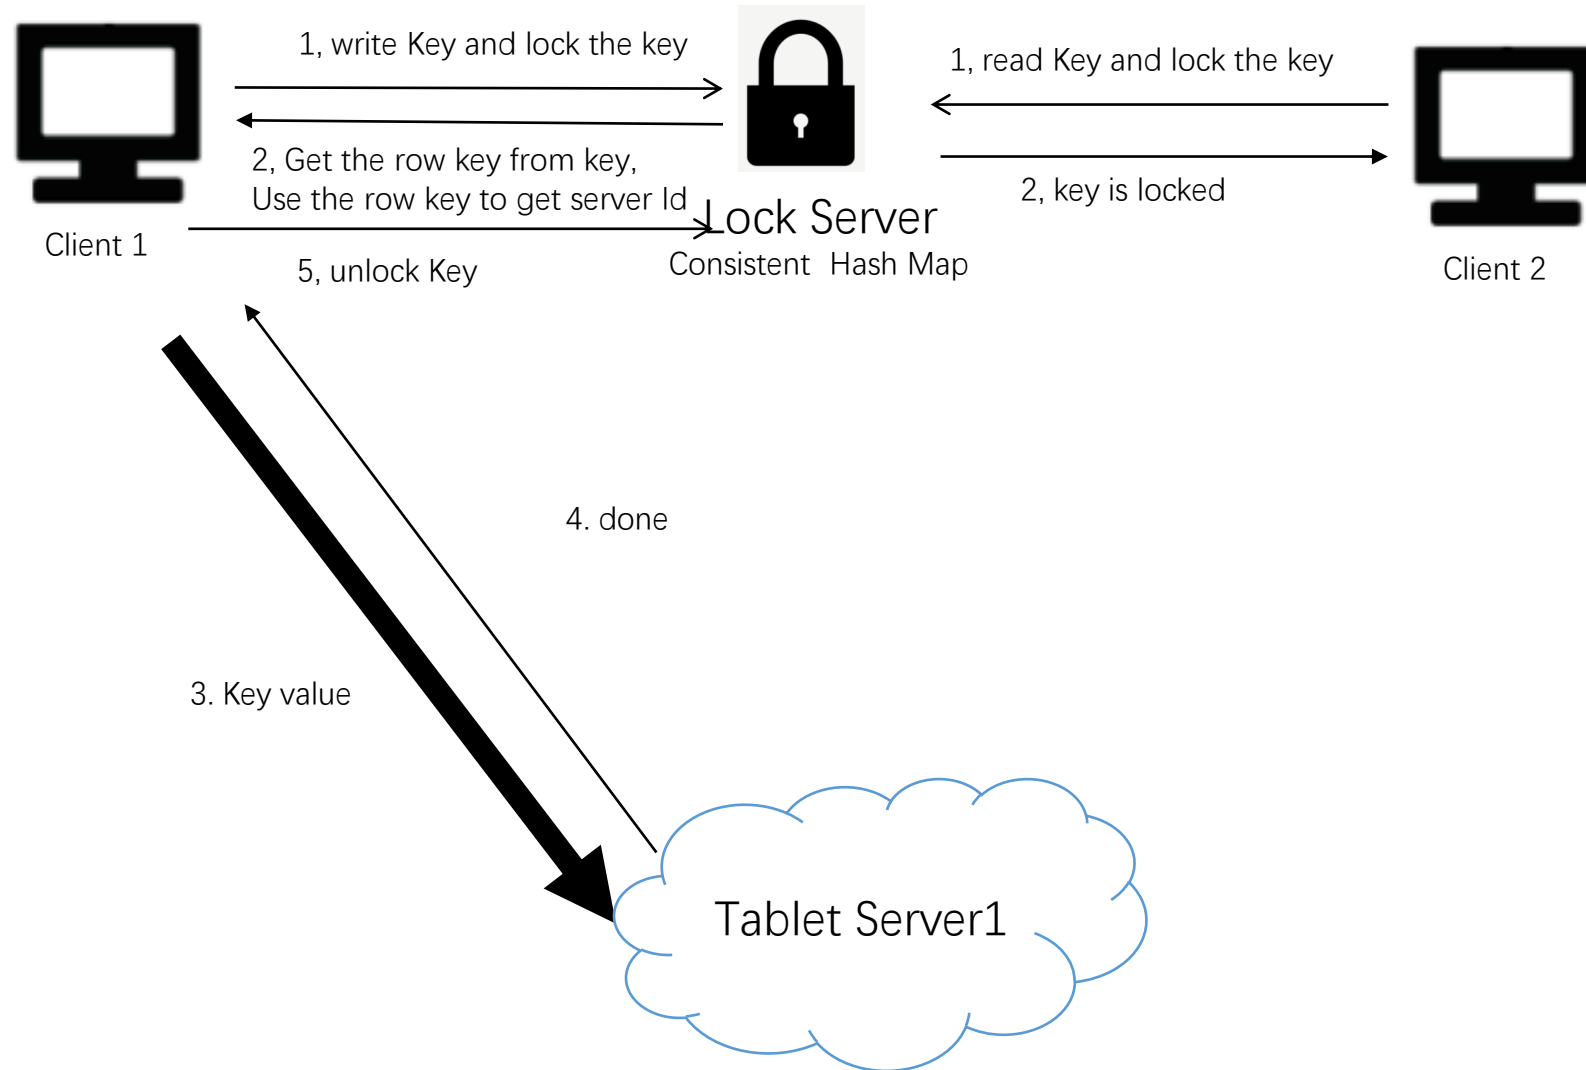 1, write Key and lock the key
1, read Key and lock the key
2, Get the row key from key,
Use the row key to get server Id
2, key is locked
Lock Server
Client 1
Consistent  Hash Map
Client 2
5, unlock Key
4. done
3. Key value
Tablet Server1